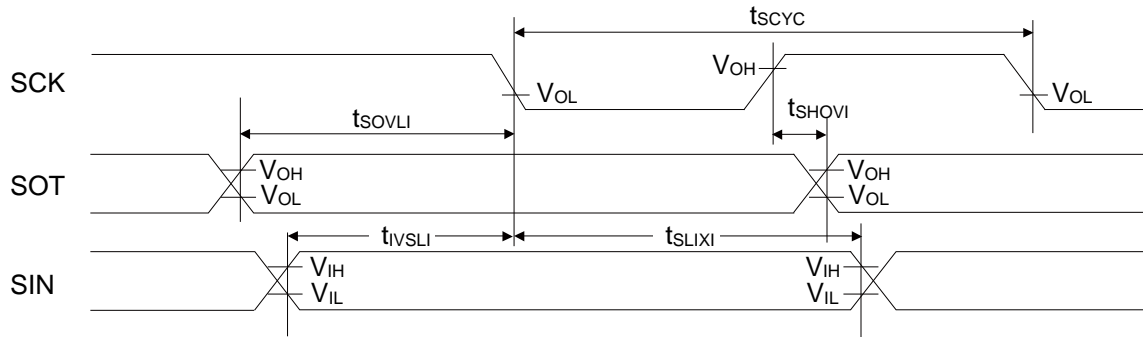 tSCYC
SCK
VOH
VOL
VOL
tSHOVI
tSOVLI
SOT
VOH
VOL
VOH
VOL
tIVSLI
tSLIXI
SIN
VIH
VIL
VIH
VIL